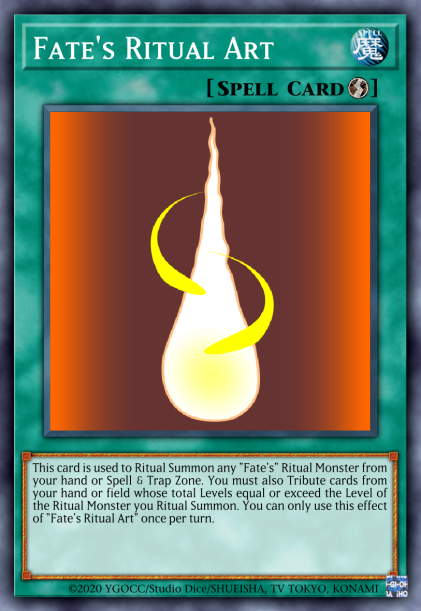 Fate's Ritual Art
SPELL
魔
[SPELL CARD]
This card is used to Ritual Summon any "Fate's" Ritual Monster from
your hand or Spell & Trap Zone. You must also Tribute cards from
your hand or field whose total Levels equal or exceed the Level of
the Ritual Monster you Ritual Summon. You can only use this effect
of "Fate's Ritual Art" once per turn.
©2020 YGOCC/Studio Dice/SHUEISHA, TV TOKYO, KONAMI